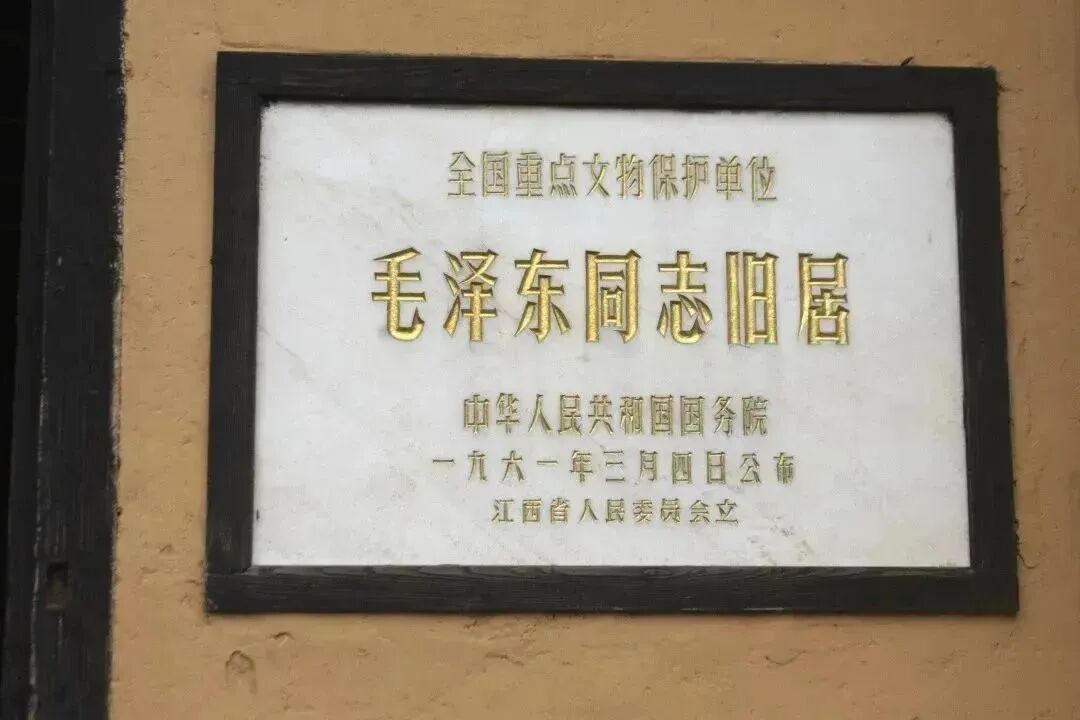 全国重点文物保护单位
毛泽东同志旧居
中华人民共和国国务院
一九六一年三月四日公布
江西省人民委员会立